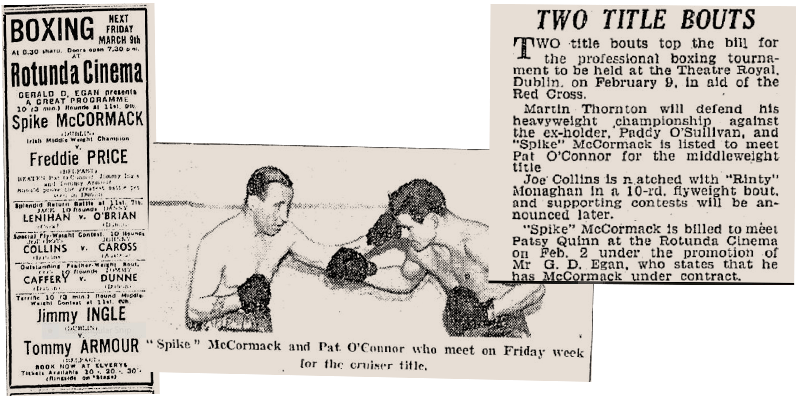 BOXING NEXT
FRIDAY
MARCH 9th
At 8.30 sharp. Doors open 7.30 p.m.
AT
Rotunda Cinema
GERALD D. EGAN presents
A GREAT PROGRAMME
10 (3 min.) Rounds at 11st. 6lb.
Spike McCORMACK
(DUBLIN)
Irish Middle Weight Champion
v.
Freddie PRICE
(BELFAST)
Splendid Return Battle at 11st. 7lb.
10 Rounds
LENIHAN v. O'BRIAN
Special Fly-Weight Contest. 10 Rounds
COLLINS v. CAROSS
Outstanding Feather-Weight Bout.
10 Rounds
CAFFERY v. DUNNE
Terrific 10 (3 min.) Round Middle
Weight Contest at 11st. 6lb.
Jimmy INGLE
(DUBLIN)
v.
Tommy ARMOUR
(BELFAST)
BOOK NOW AT ELVERYS
Tickets Available 10/-, 20/-, 30/-
(Ringside on Stage)
"Spike" McCormack and Pat O'Connor who meet on Friday week
for the cruiser title.
TWO TITLE BOUTS
TWO title bouts top the bill for
the professional boxing tourna-
ment to be held at the Theatre Royal,
Dublin, on February 9, in aid of the
Red Cross.
Martin Thornton will defend his
heavyweight championship against
the ex-holder, Paddy O'Sullivan, and
"Spike" McCormack is listed to meet
Pat O'Connor for the middleweight
title
Joe Collins is matched with "Rinty"
Monaghan in a 10-rd. flyweight bout,
and supporting contests will be an-
nounced later.
"Spike" McCormack is billed to meet
Patsy Quinn at the Rotunda Cinema
on Feb. 2 under the promotion of
Mr G. D. Egan, who states that he
has McCormack under contract.